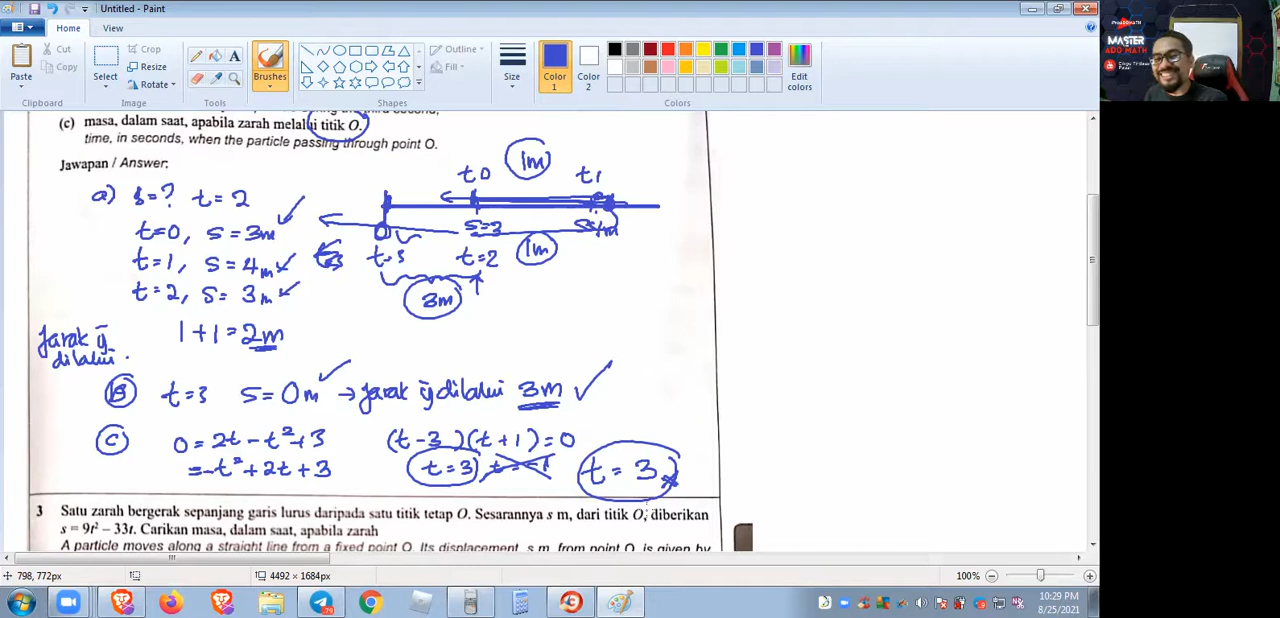 Untitled - Paint
Home
View
Paste
Cut
Copy
Clipboard
Select
Crop
Resize
Rotate
Image
Tools
Brushes
Shapes
Outline
Fill
Size
Color 1
Color 2
Colors
Edit colors
MASTER
ADD MATH
(c) masa, dalam saat, apabila zarah melalui titik O.
time, in seconds, when the particle passing through point O.
Jawapan / Answer:
a) s=? t=2
t=0, s=3m
t=1, s=4m
t=2, s=3m
1+1=2m
Jarak yg
dilalui.
t0 1m t1
s=3
t=3 t=2 1m
3m
(B) t=3 s=0m → jarak yg dilalui 3m
(C) 0=2t-t²+3 (t-3)(t+1)=0
=-t²+2t+3 t=3 t=-1 t=3
3 Satu zarah bergerak sepanjang garis lurus daripada satu titik tetap O. Sesarannya s m, dari titik O, diberikan
s = 9t² – 33t. Carikan masa, dalam saat, apabila zarah
A particle moves along a straight line from a fixed point O. Its displacement, s m, from point O, is given by
798, 772px
4492 × 1684px
100%
10:29 PM
8/25/2021